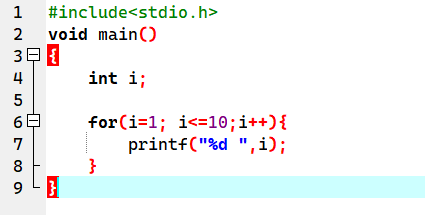 1 #include<stdio.h>
2 void main()
3 {
4     int i;
5
6     for(i=1; i<=10;i++){
7         printf("%d ",i);
8     }
9 }